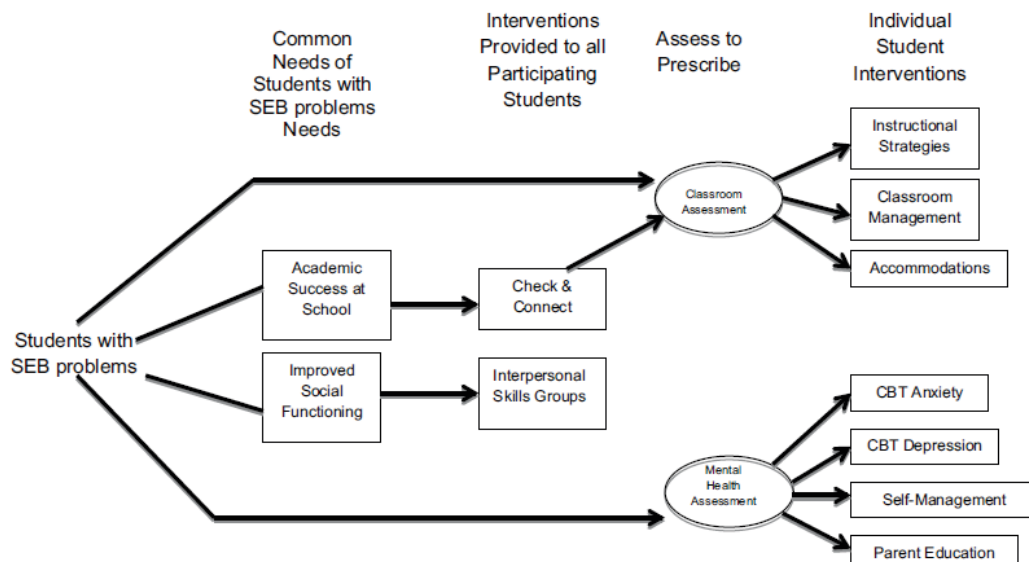 Common
Needs of
Students with
SEB problems
Needs
Interventions
Provided to all
Participating
Students
Assess to
Prescribe
Individual
Student
Interventions
Instructional
Strategies
Classroom
Assessment
Classroom
Management
Academic
Success at
School
Check &
Connect
Accommodations
Students with
SEB problems
Improved
Social
Functioning
Interpersonal
Skills Groups
CBT Anxiety
CBT Depression
Mental
Health
Assessment
Self-Management
Parent Education